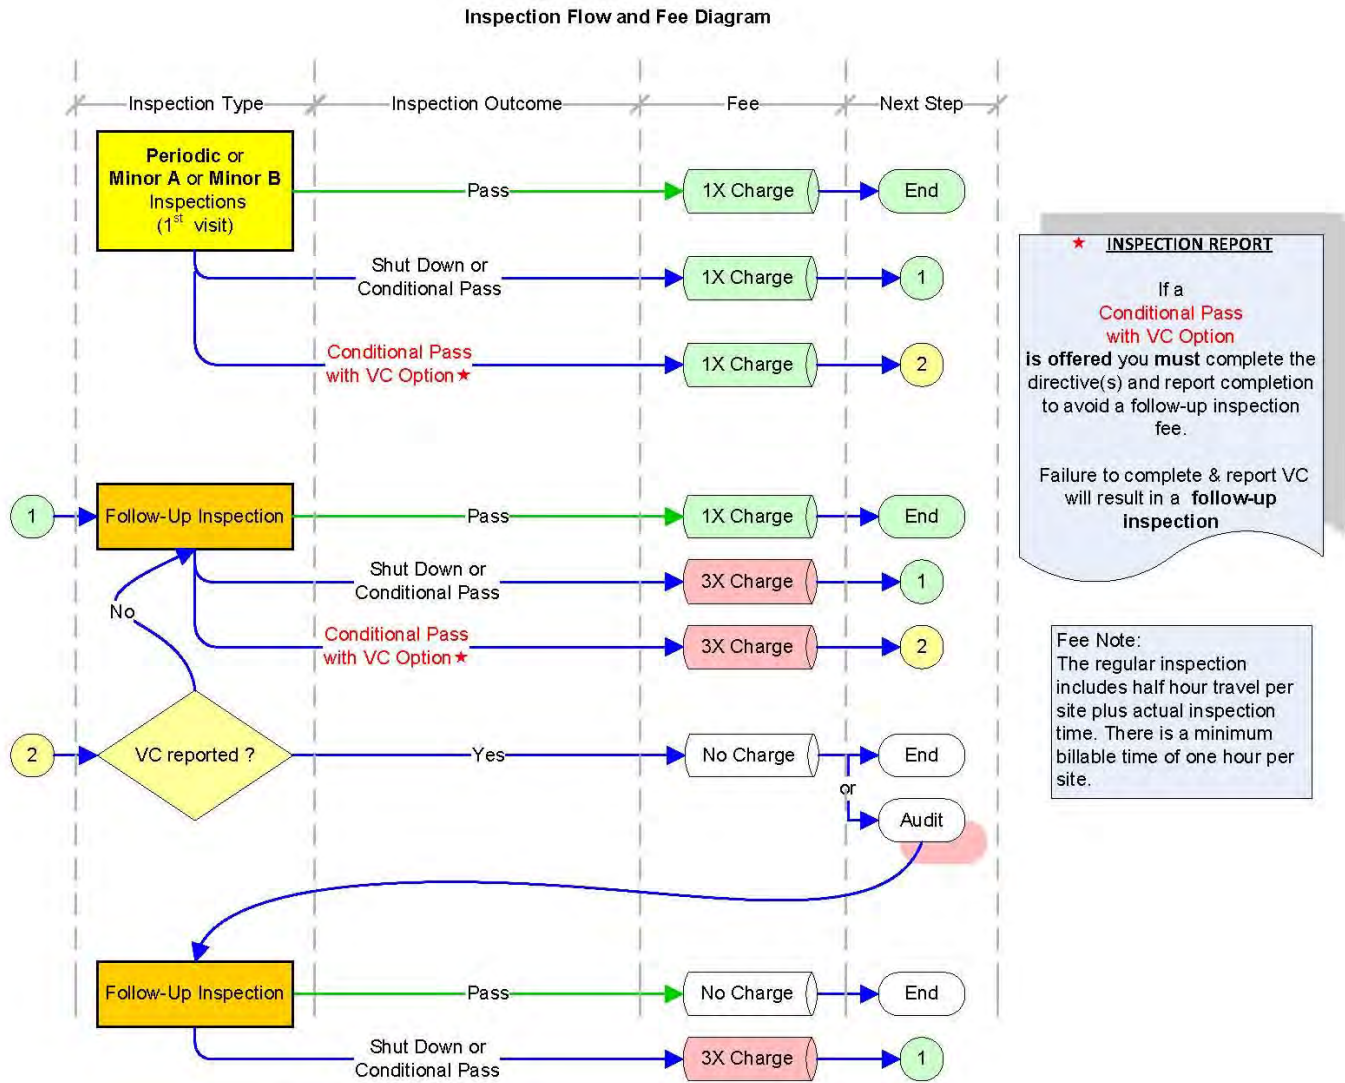 Inspection Flow and Fee Diagram
Inspection Type
Inspection Outcome
Fee
Next Step
Periodic or
Minor A or Minor B
Inspections
(1st visit)
Pass
1X Charge
End
Shut Down or
Conditional Pass
1X Charge
1
Conditional Pass
with VC Option ★
1X Charge
2
★ INSPECTION REPORT
If a
Conditional Pass
with VC Option
is offered you must complete the
directive(s) and report completion
to avoid a follow-up inspection
fee.
Failure to complete & report VC
will result in a follow-up
inspection
1
Follow-Up Inspection
Pass
1X Charge
End
Shut Down or
Conditional Pass
3X Charge
1
No
Conditional Pass
with VC Option ★
3X Charge
2
Fee Note:
The regular inspection
includes half hour travel per
site plus actual inspection
time. There is a minimum
billable time of one hour per
site.
2
VC reported ?
Yes
No Charge
End
or
Audit
Follow-Up Inspection
Pass
No Charge
End
Shut Down or
Conditional Pass
3X Charge
1